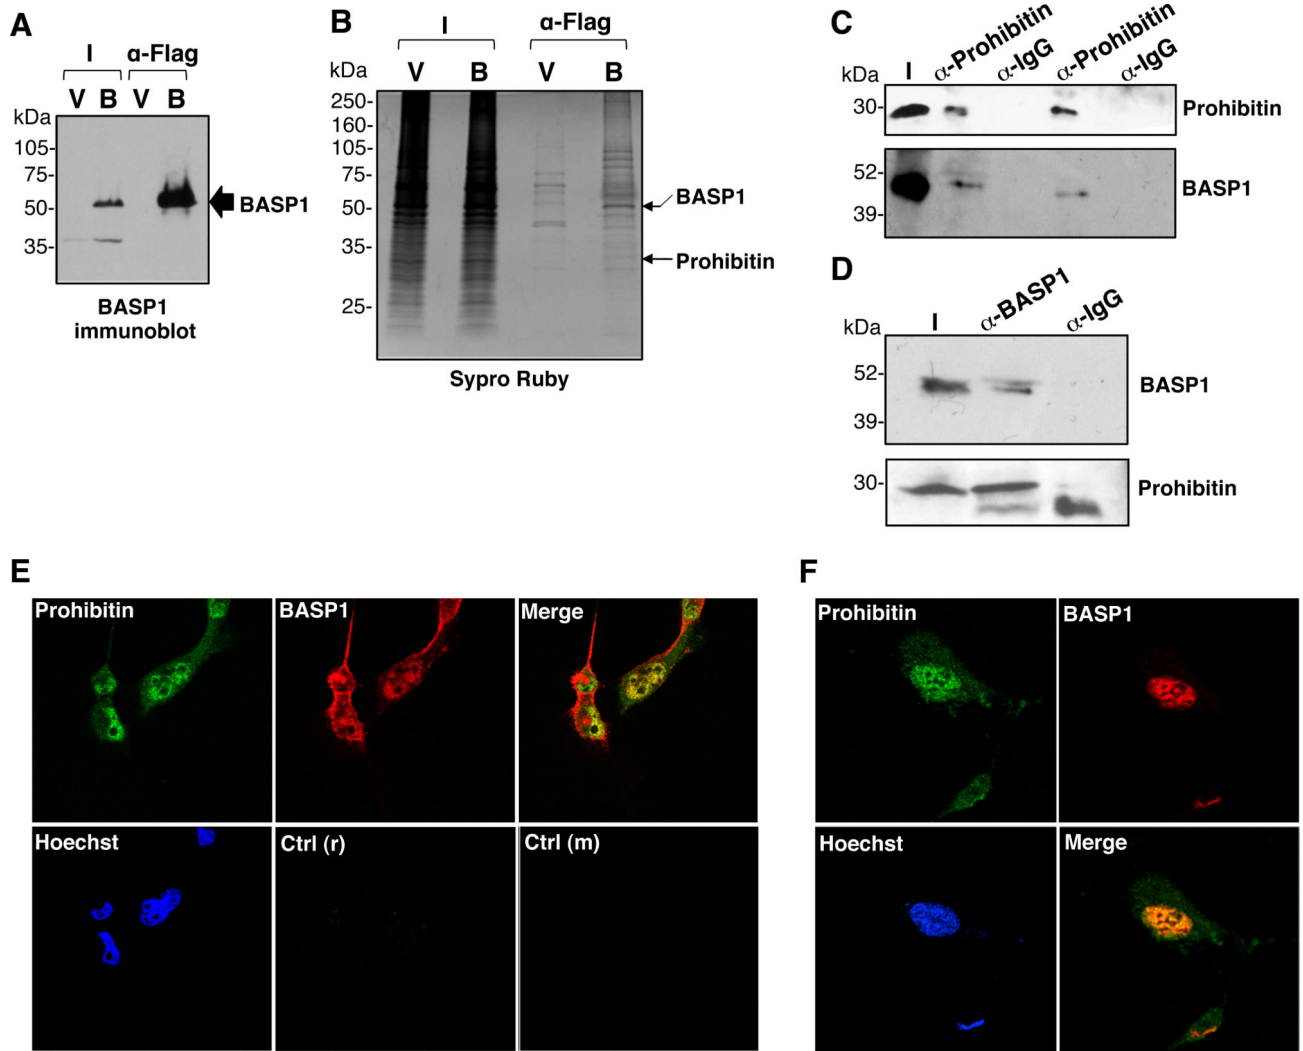 A
I α-Flag
V B V B
kDa
105-
75-
50-
35-
BASP1
BASP1
immunoblot
B
I α-Flag
kDa V B V B
250-
160-
105-
75-
50-
35-
25-
BASP1
Prohibitin
Sypro Ruby
C
kDa I α-Prohibitin α-IgG α-Prohibitin α-IgG
30- Prohibitin
52-
39-
BASP1
D
kDa I α-BASP1 α-IgG
52-
39-
BASP1
30- Prohibitin
E
Prohibitin BASP1 Merge
Hoechst Ctrl (r) Ctrl (m)
F
Prohibitin BASP1
Hoechst Merge